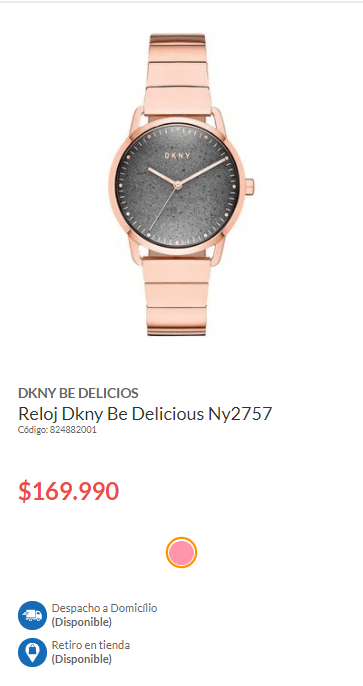 DKNY
DKNY BE DELICIOS
Reloj Dkny Be Delicious Ny2757
Código: 824882001
$169.990
Despacho a Domicilio
(Disponible)
Retiro en tienda
(Disponible)